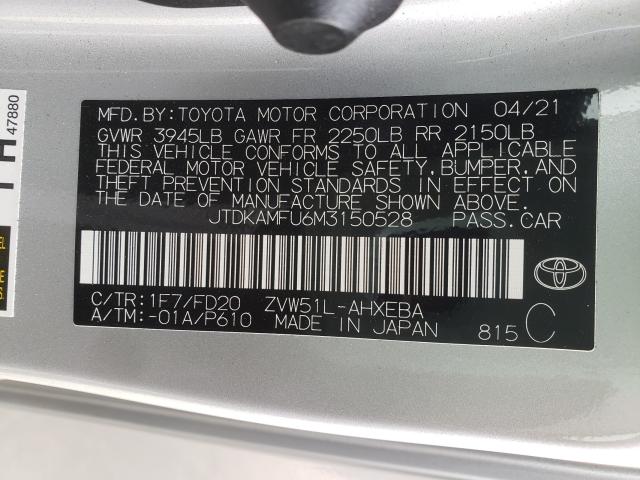 MFD.BY:TOYOTA MOTOR CORPORATION 04/21
GVWR 3945LB GAWR FR 2250LB RR 2150LB
THIS VEHICLE CONFORMS TO ALL APPLICABLE
FEDERAL MOTOR VEHICLE SAFETY,BUMPER,AND
THEFT PREVENTION STANDARDS IN EFFECT ON
THE DATE OF MANUFACTURE SHOWN ABOVE.
JTDKAMFU6M3150528 PASS.CAR
C/TR:1F7/FD20 ZVW51L-AHXEBA
A/TM:-01A/P610 MADE IN JAPAN 815 C
TOYOTA
47880